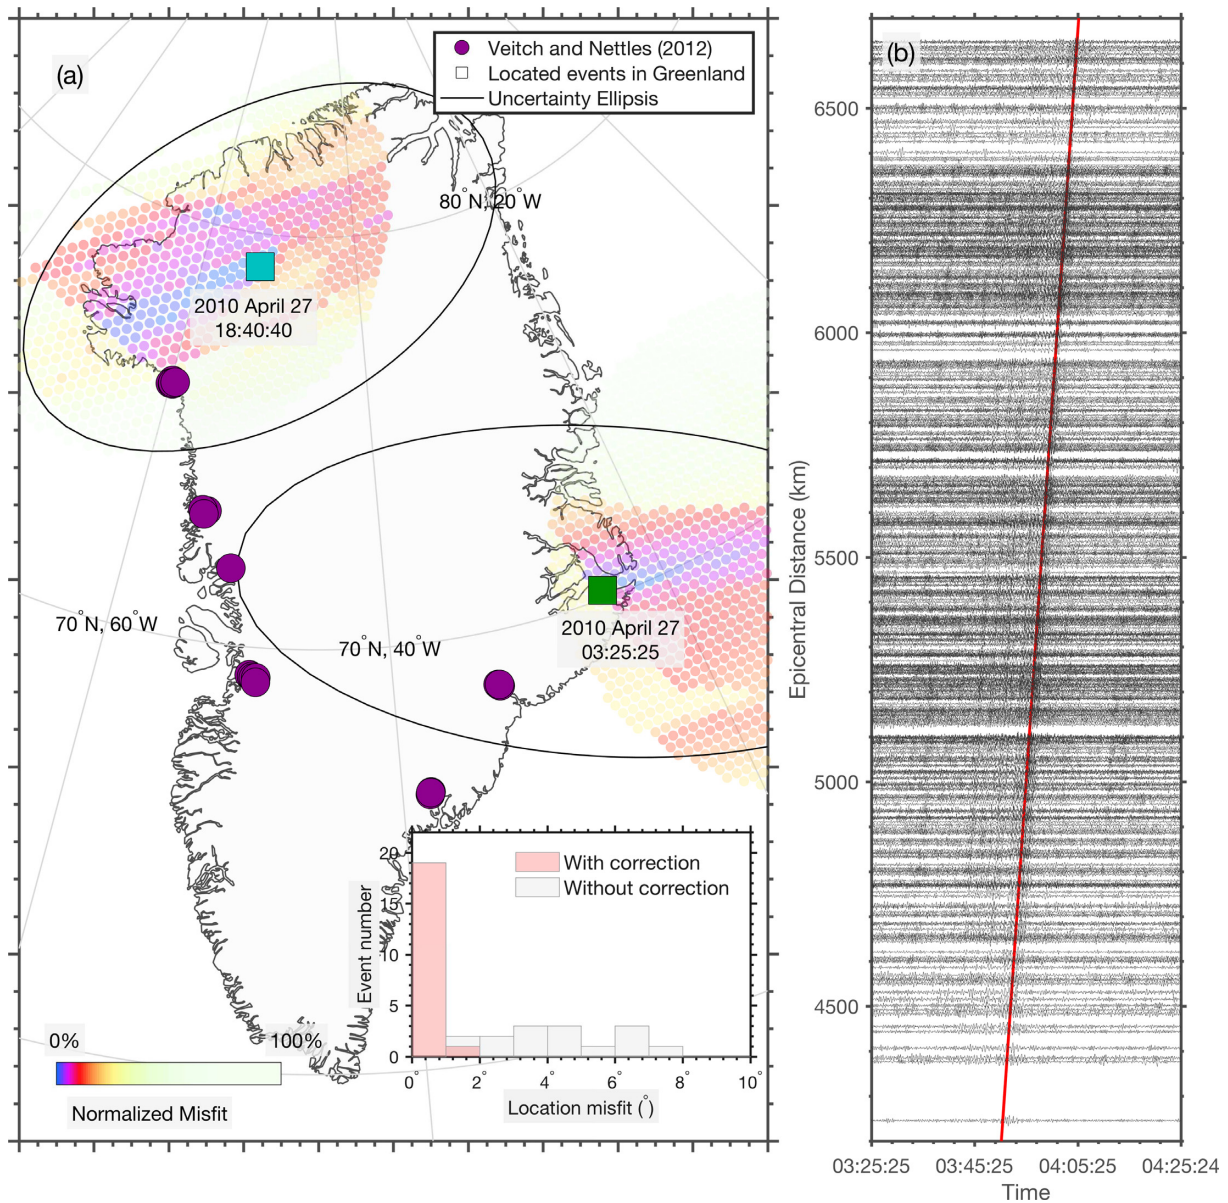 (a)
Veitch and Nettles (2012)
Located events in Greenland
Uncertainty Ellipsis
80°N, 20°W
2010 April 27
18:40:40
70°N, 60°W
70°N, 40°W
2010 April 27
03:25:25
0%
100%
Normalized Misfit
With correction
Without correction
Event number
20
15
10
5
0
0°
2°
4°
6°
8°
10°
Location misfit (°)
(b)
Epicentral Distance (km)
6500
6000
5500
5000
4500
03:25:25
03:45:25
04:05:25
04:25:24
Time